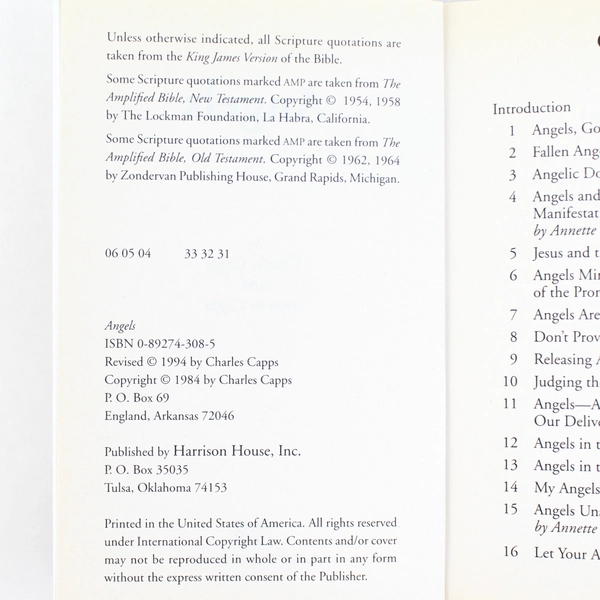 Unless otherwise indicated, all Scripture quotations are
taken from the King James Version of the Bible.
Some Scripture quotations marked AMP are taken from The
Amplified Bible, New Testament. Copyright © 1954, 1958
by The Lockman Foundation, La Habra, California.
Some Scripture quotations marked AMP are taken from The
Amplified Bible, Old Testament. Copyright © 1962, 1964
by Zondervan Publishing House, Grand Rapids, Michigan.
06 05 04 33 32 31
Angels
ISBN 0-89274-308-5
Revised © 1994 by Charles Capps
Copyright © 1984 by Charles Capps
P. O. Box 69
England, Arkansas 72046
Published by Harrison House, Inc.
P. O. Box 35035
Tulsa, Oklahoma 74153
Printed in the United States of America. All rights reserved
under International Copyright Law. Contents and/or cover
may not be reproduced in whole or in part in any form
without the express written consent of the Publisher.
Introduction
1 Angels, Go
2 Fallen Ang
3 Angelic Do
4 Angels and
Manifestat
by Annette
5 Jesus and t
6 Angels Min
of the Pror
7 Angels Are
8 Don't Prov
9 Releasing A
10 Judging th
11 Angels—A
Our Delive
12 Angels in t
13 Angels in t
14 My Angels
15 Angels Un
by Annette
16 Let Your A